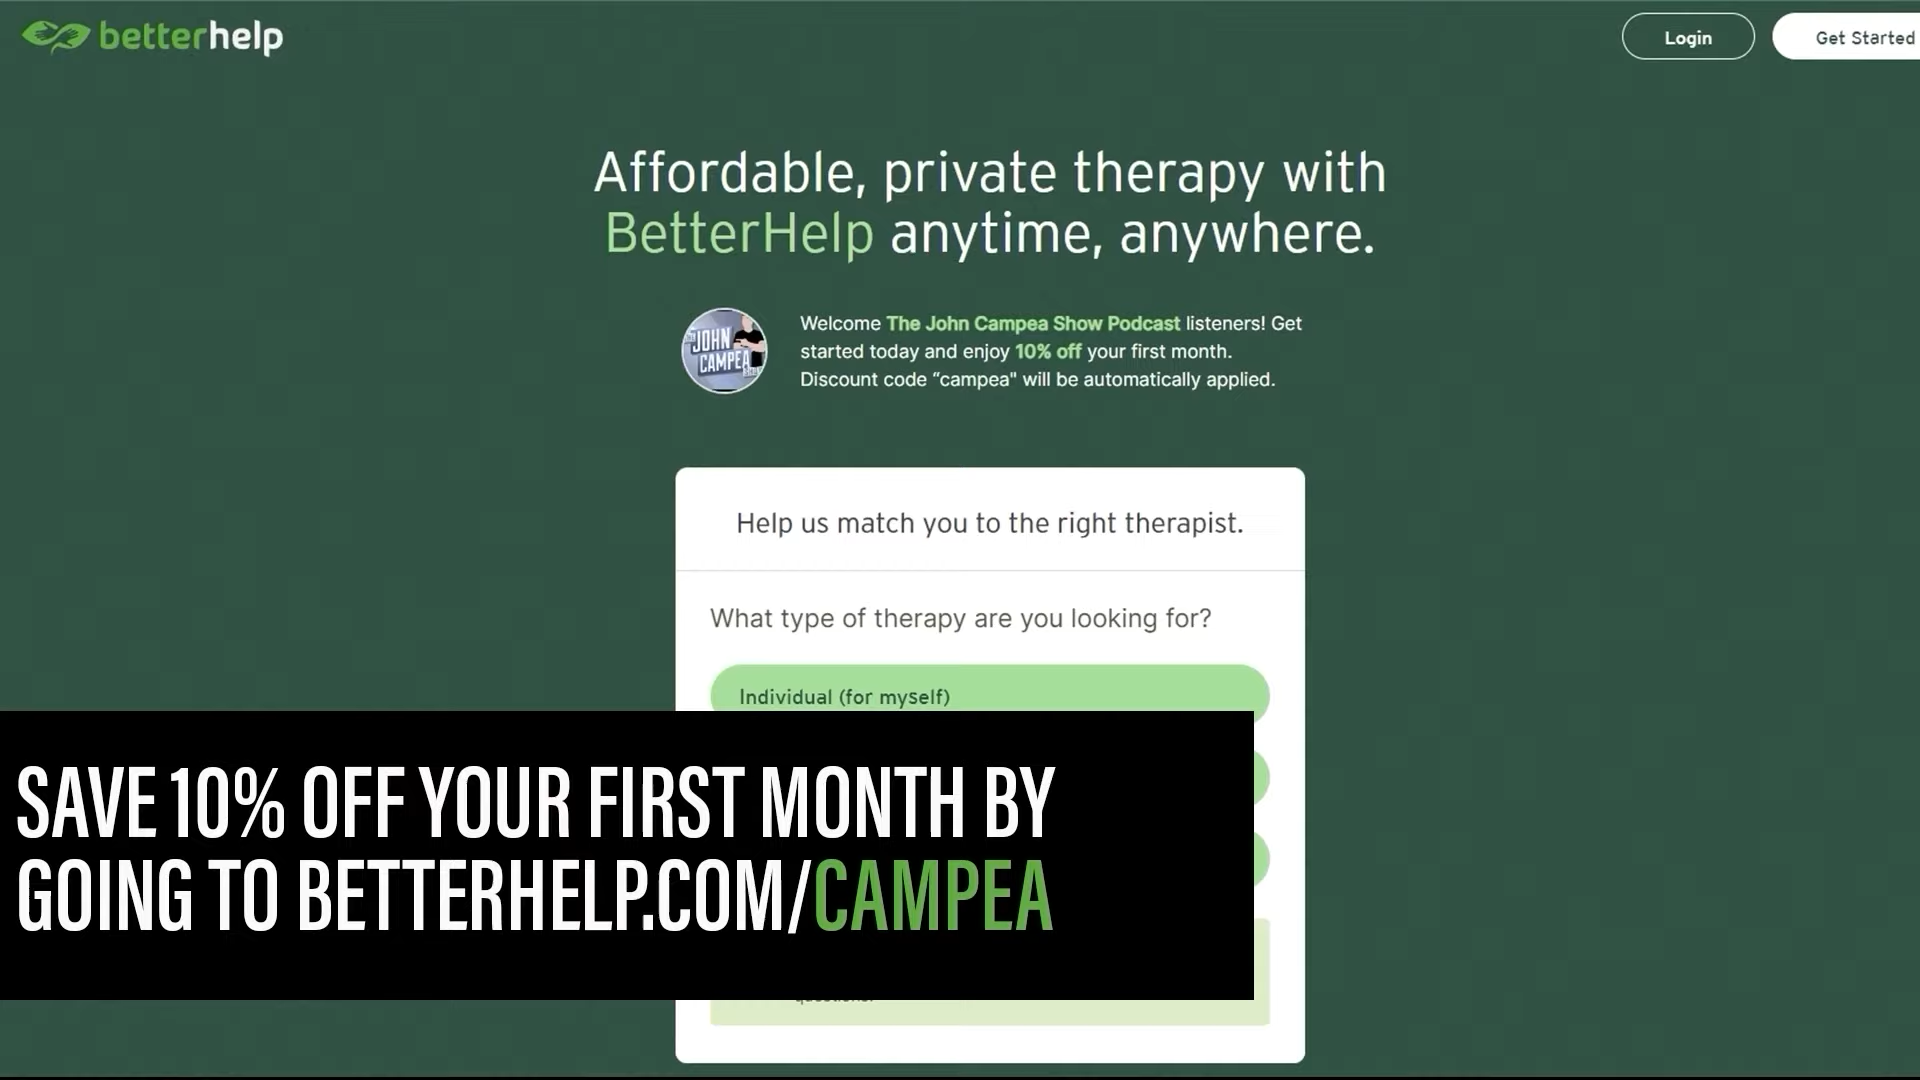 betterhelp
Login
Get Started
Affordable, private therapy with
BetterHelp anytime, anywhere.
JOHN
CAMPEA
Welcome The John Campea Show Podcast listeners! Get
started today and enjoy 10% off your first month.
Discount code “campea" will be automatically applied.
Help us match you to the right therapist.
What type of therapy are you looking for?
Individual (for myself)
SAVE 10% OFF YOUR FIRST MONTH BY
GOING TO BETTERHELP.COM/CAMPEA